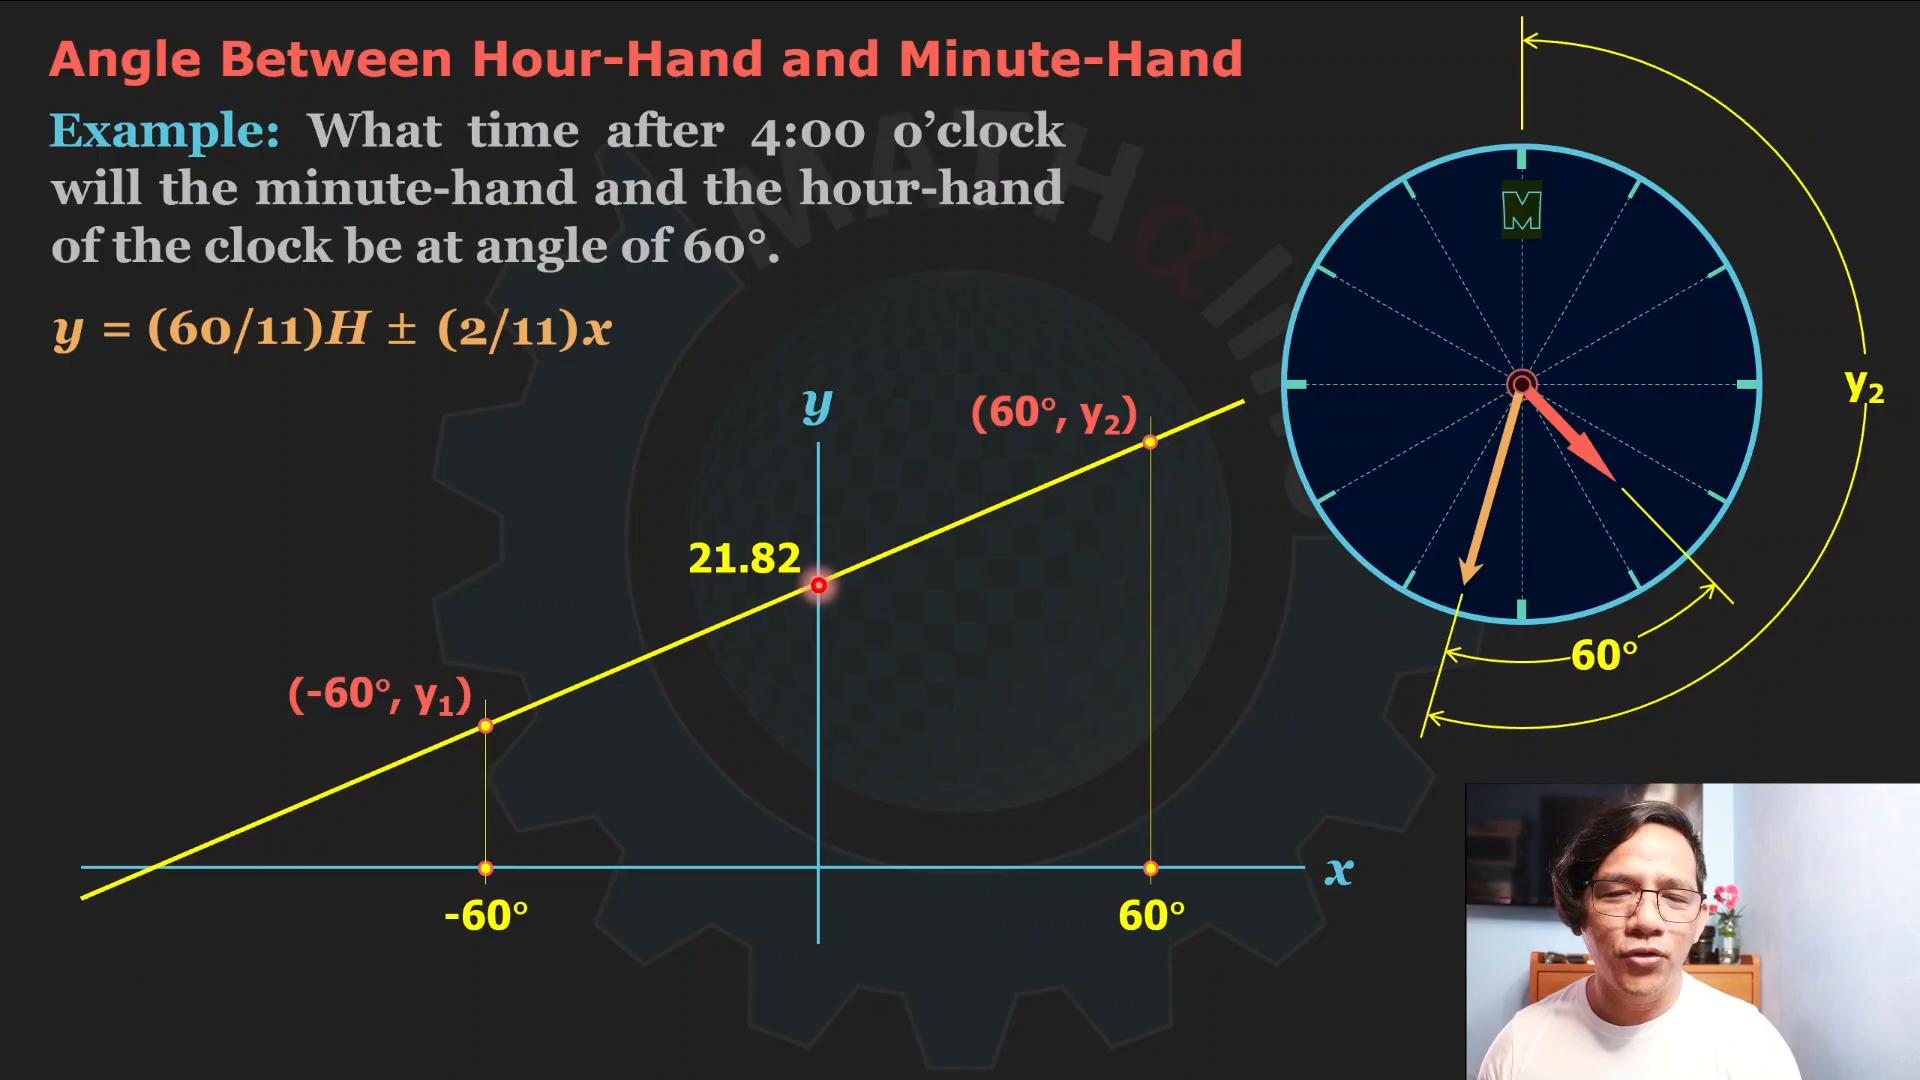 Angle Between Hour-Hand and Minute-Hand
Example: What time after 4:00 o’clock
will the minute-hand and the hour-hand
of the clock be at angle of 60°.
y = (60/11)H ± (2/11)x
M
y
(60°, y₂)
y₂
21.82
60°
(-60°, y₁)
x
-60°
60°
MATHαlINO